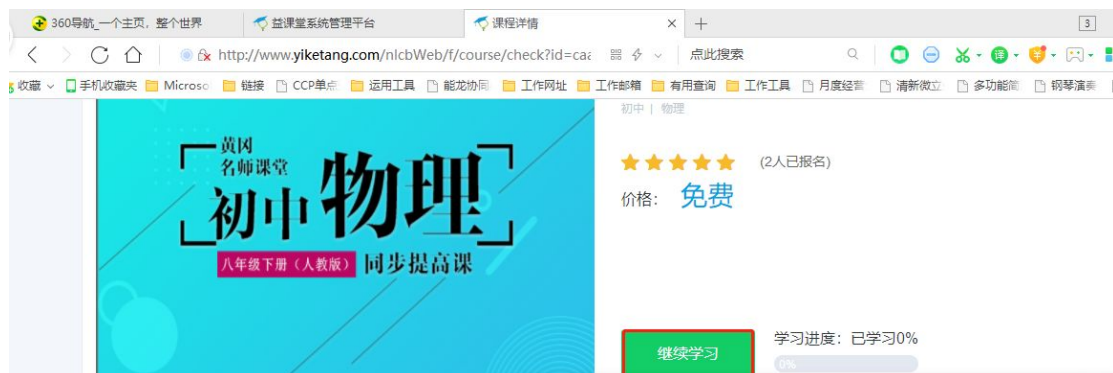 360导航_一个主页，整个世界
益课堂系统管理平台
课程详情
3
http://www.yiketang.com/nlcbWeb/f/course/check?id=caa
点此搜索
收藏
手机收藏夹
Microso
链接
CCP单点
运用工具
能龙协同
工作网址
工作邮箱
有用查询
工作工具
月度经营
清新微立
多功能简
钢琴演奏
初中 | 物理
黄冈
名师课堂
初中物理
八年级下册（人教版）
同步提高课
(2人已报名)
价格：
免费
继续学习
学习进度：已学习0%
0%